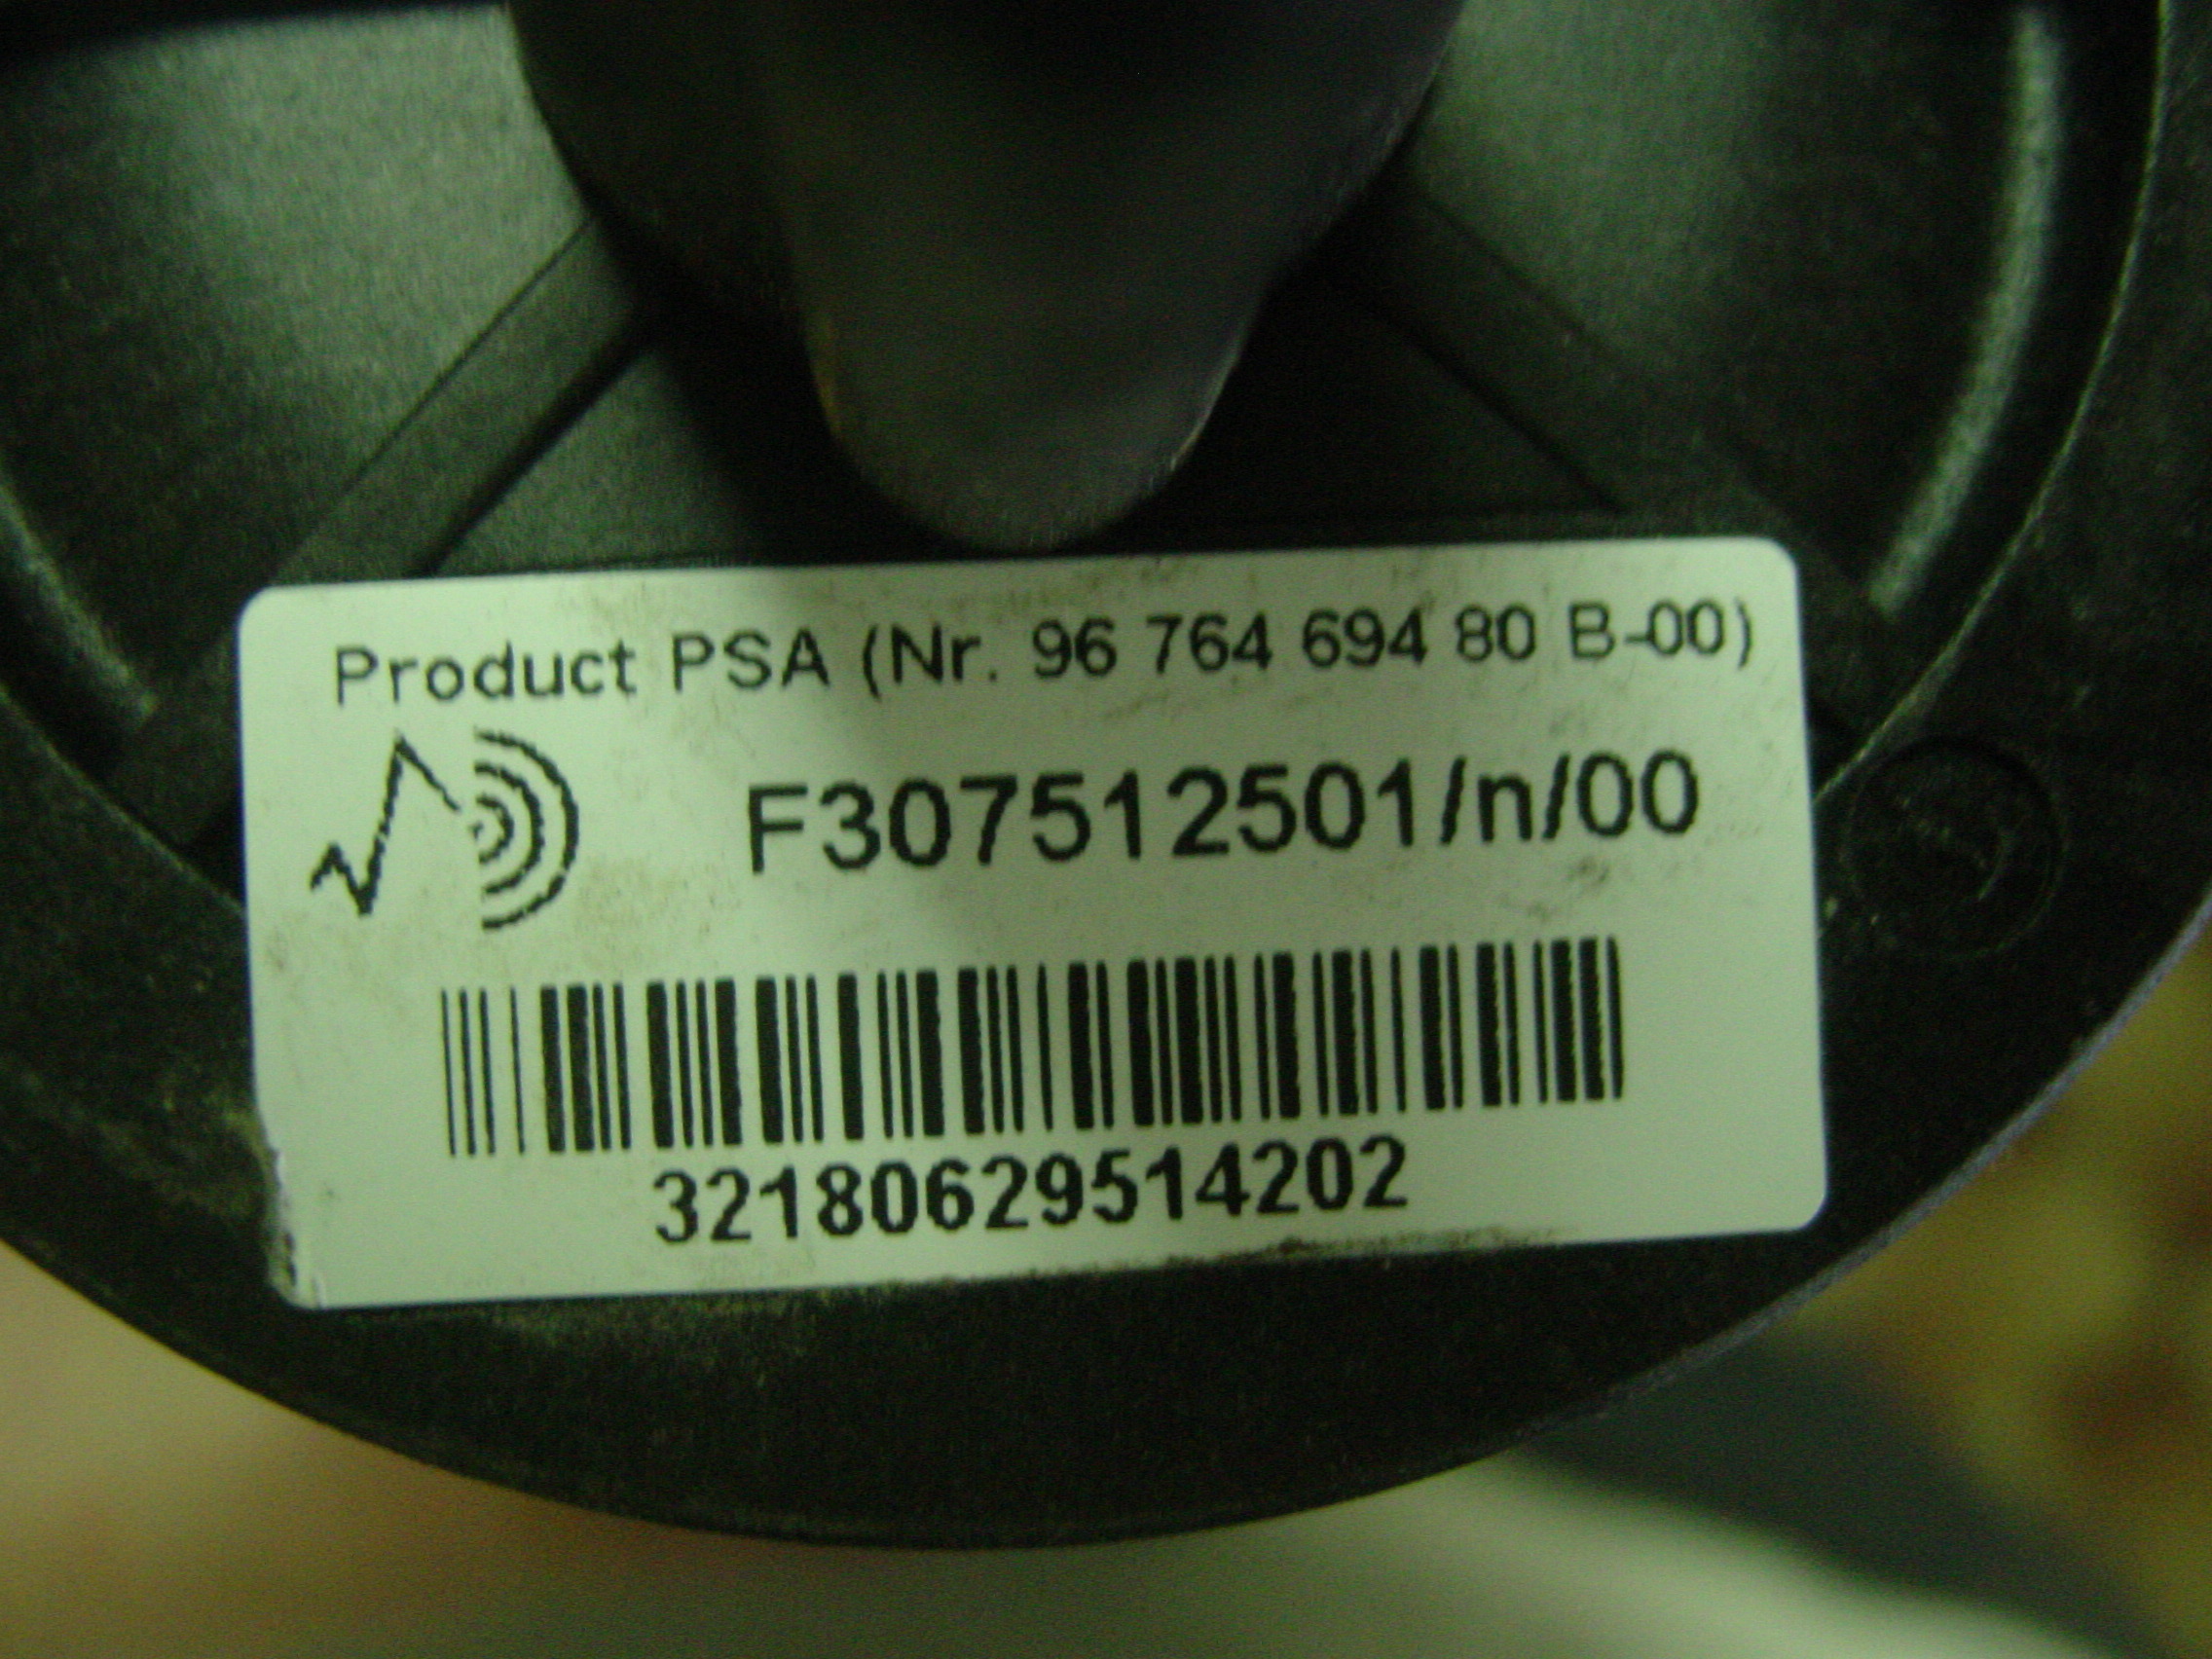 Product PSA (Nr. 96 764 694 80 B-00)
F307512501/n/00
32180629514202